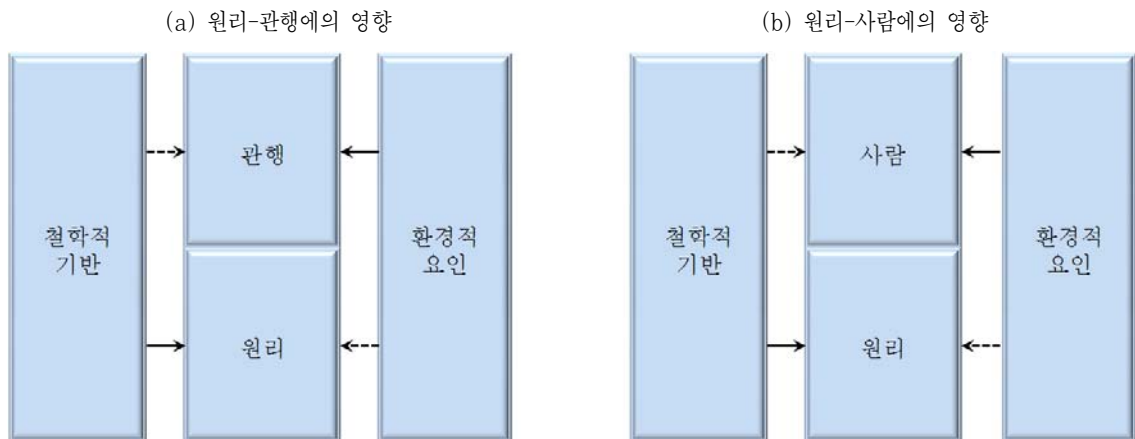 (a) 원리-관행에의 영향
철학적
기반
관행
원리
환경적
요인
(b) 원리-사람에의 영향
철학적
기반
사람
원리
환경적
요인